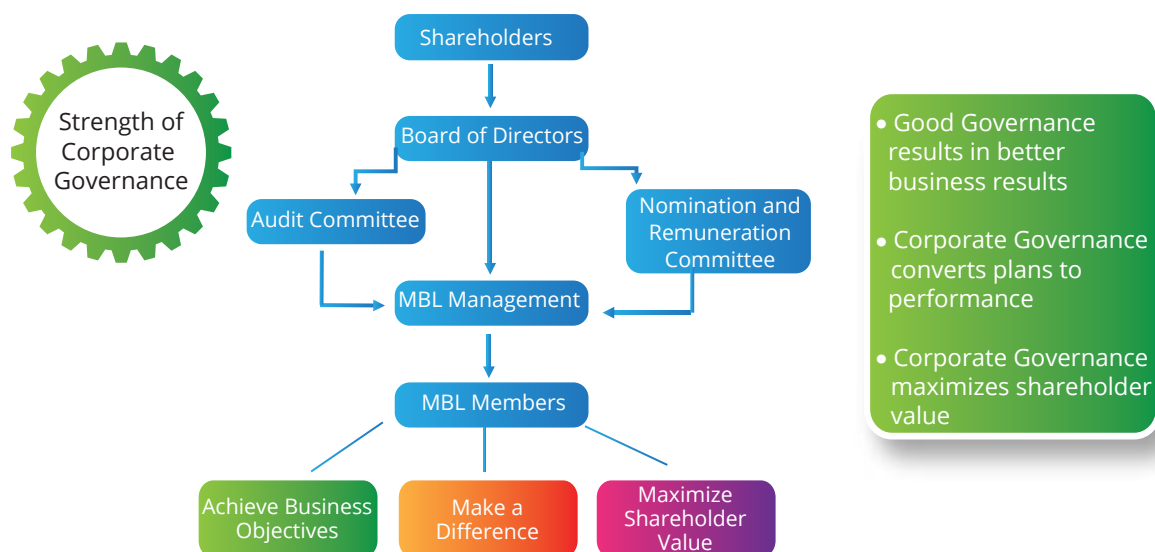 Shareholders
Strength of
Corporate
Governance
Board of Directors
Audit Committee
Nomination and
Remuneration
Committee
MBL Management
MBL Members
Achieve Business
Objectives
Make a
Difference
Maximize
Shareholder
Value
• Good Governance
results in better
business results
• Corporate Governance
converts plans to
performance
• Corporate Governance
maximizes shareholder
value